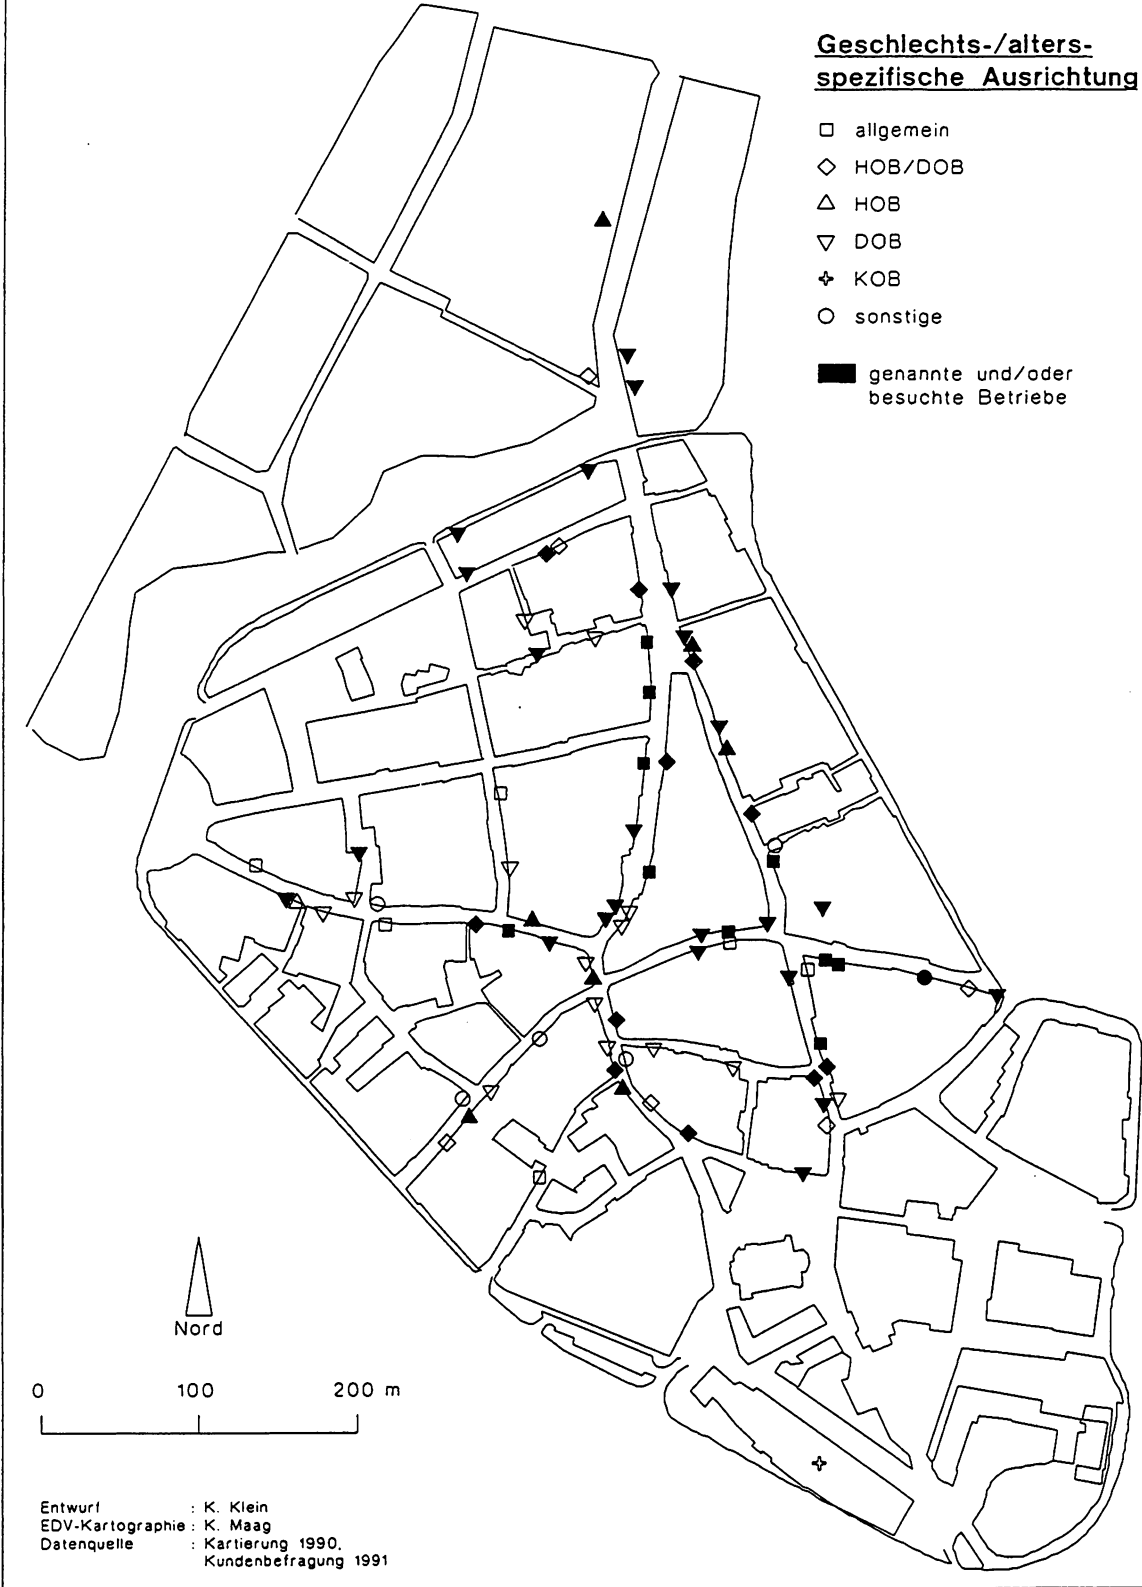 Geschlechts-/alters-
spezifische Ausrichtung
allgemein
HOB/DOB
HOB
DOB
KOB
sonstige
genannte und/oder
besuchte Betriebe
Nord
0 100 200 m
Entwurf : K. Klein
EDV-Kartographie : K. Maag
Datenquelle : Kartierung 1990,
Kundenbefragung 1991